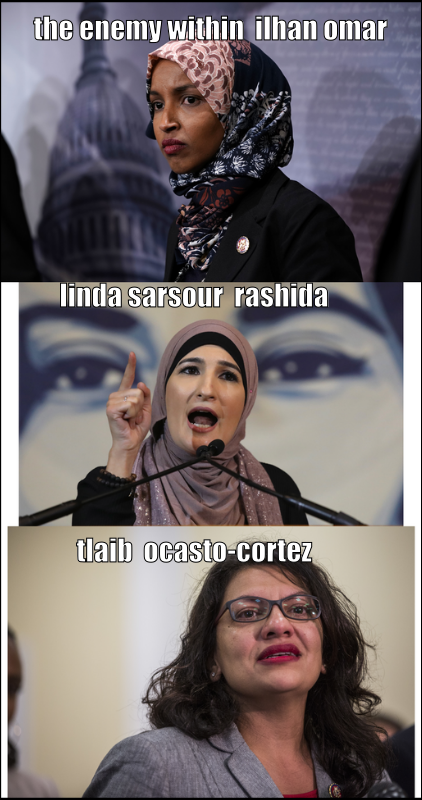 the enemy within  ilhan omar
linda sarsour  rashida
tlaib  ocasto-cortez